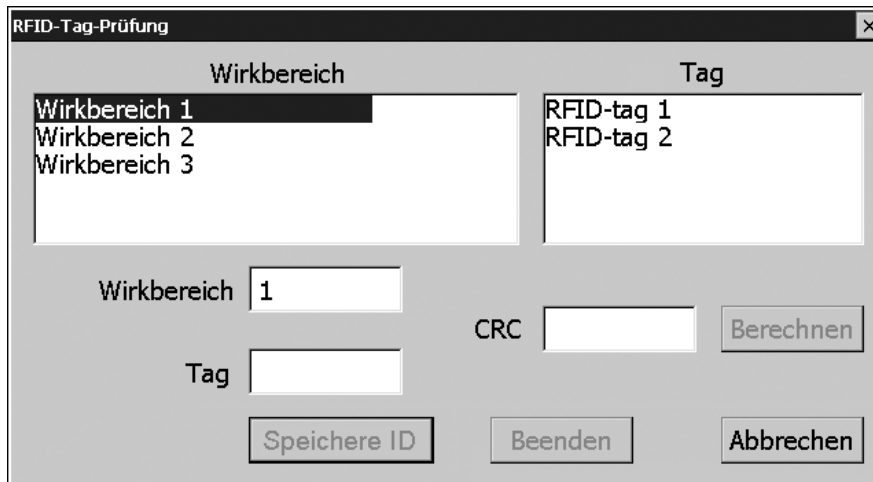 RFID-Tag-Prüfung
Wirkbereich
Tag
Wirkbereich 1
Wirkbereich 2
Wirkbereich 3
RFID-tag 1
RFID-tag 2
Wirkbereich 1
CRC
Berechnen
Tag
Speichere ID
Beenden
Abbrechen